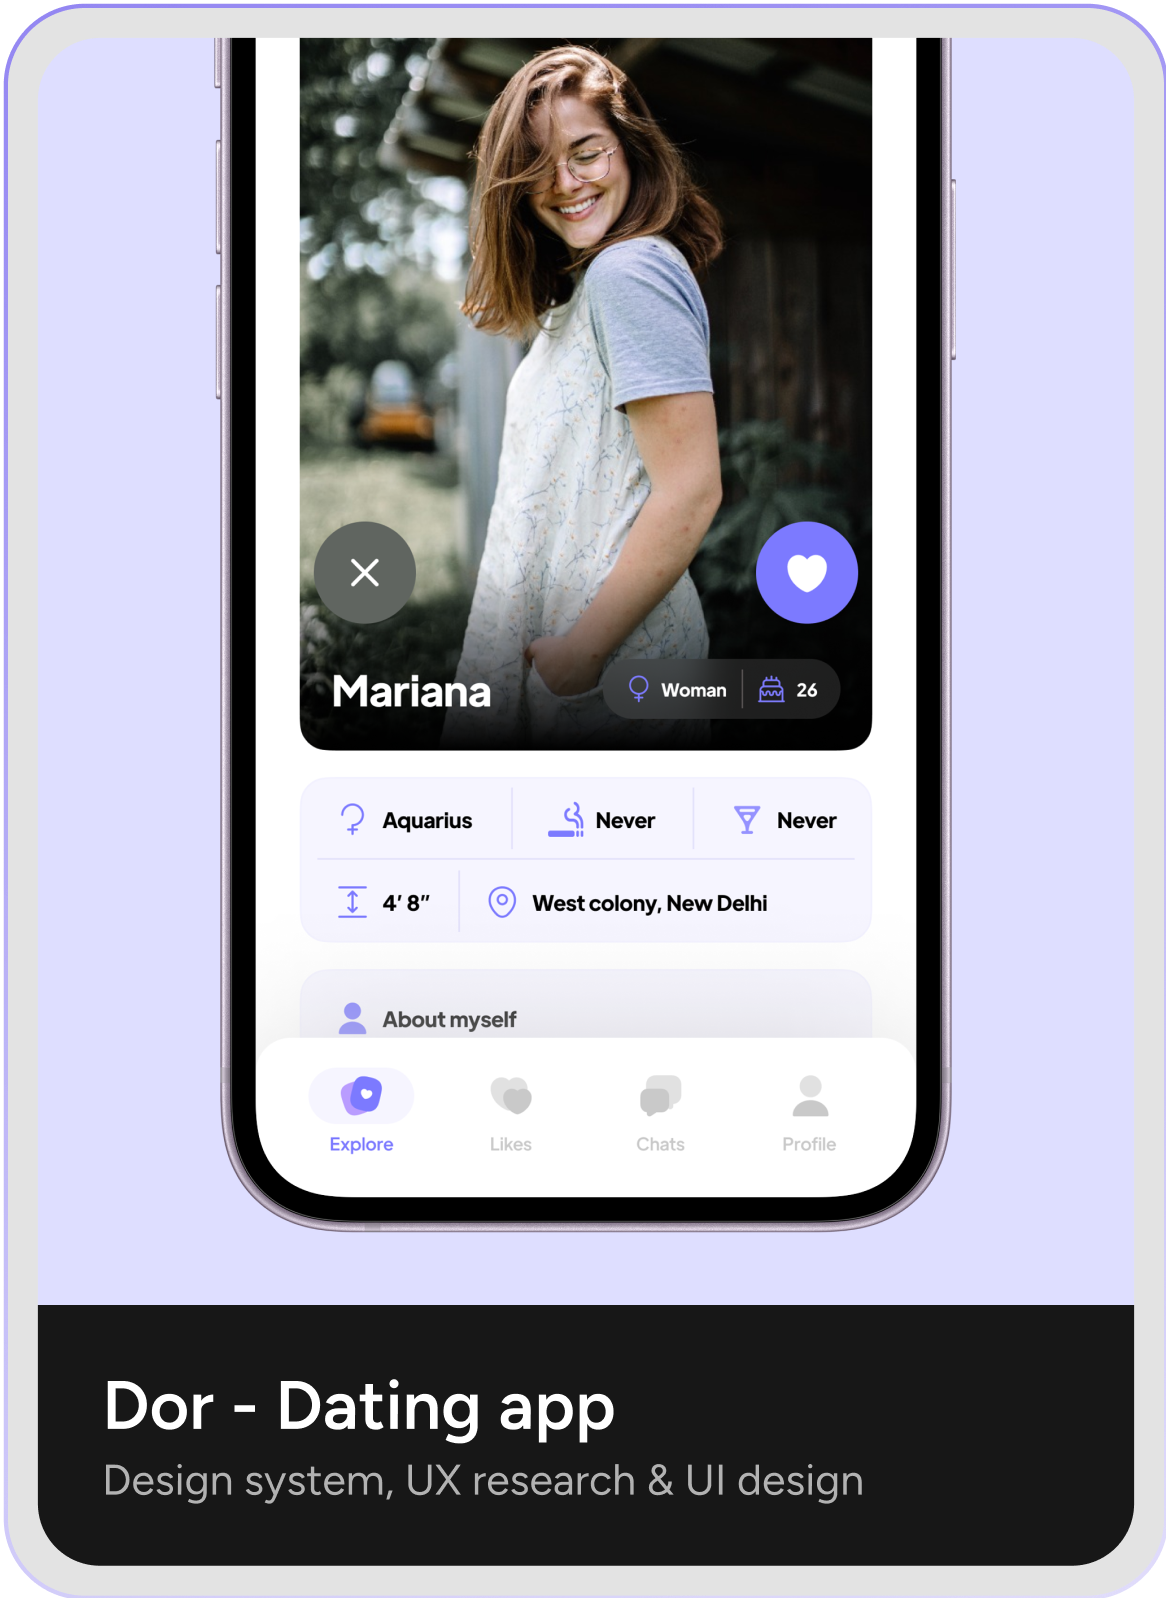 Mariana
Woman 26
Aquarius Never Never
4’ 8” West colony, New Delhi
About myself
Explore Likes Chats Profile
Dor - Dating app
Design system, UX research & UI design